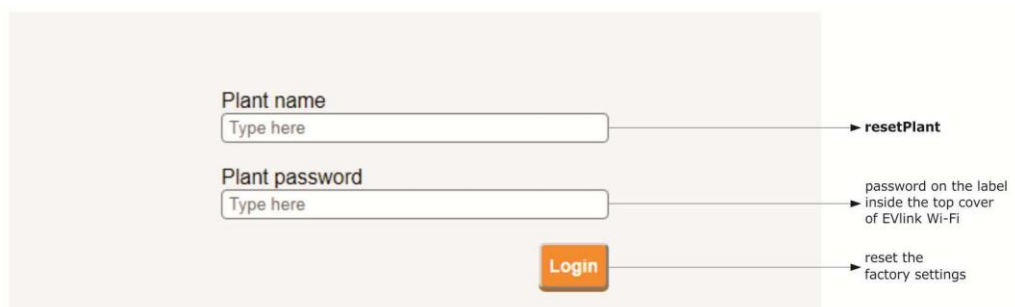 Plant name
Type here
resetPlant
Plant password
Type here
password on the label
inside the top cover
of EVlink Wi-Fi
Login
reset the
factory settings